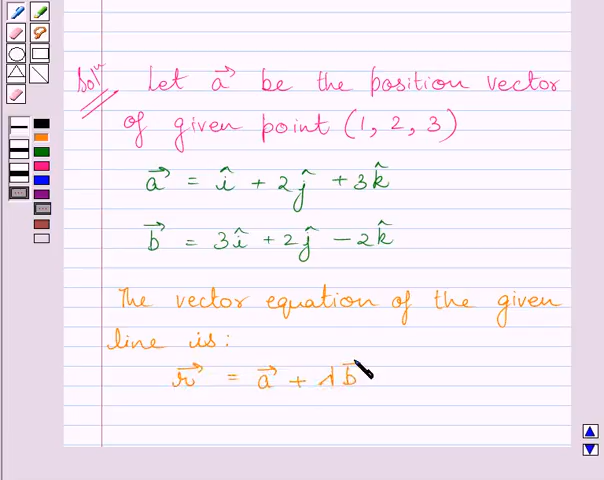 Solⁿ Let a⃗ be the position vector
of given point (1, 2, 3)
a⃗ = î + 2ĵ + 3k̂
b⃗ = 3î + 2ĵ - 2k̂
The vector equation of the given
line is:
r⃗ = a⃗ + λb⃗